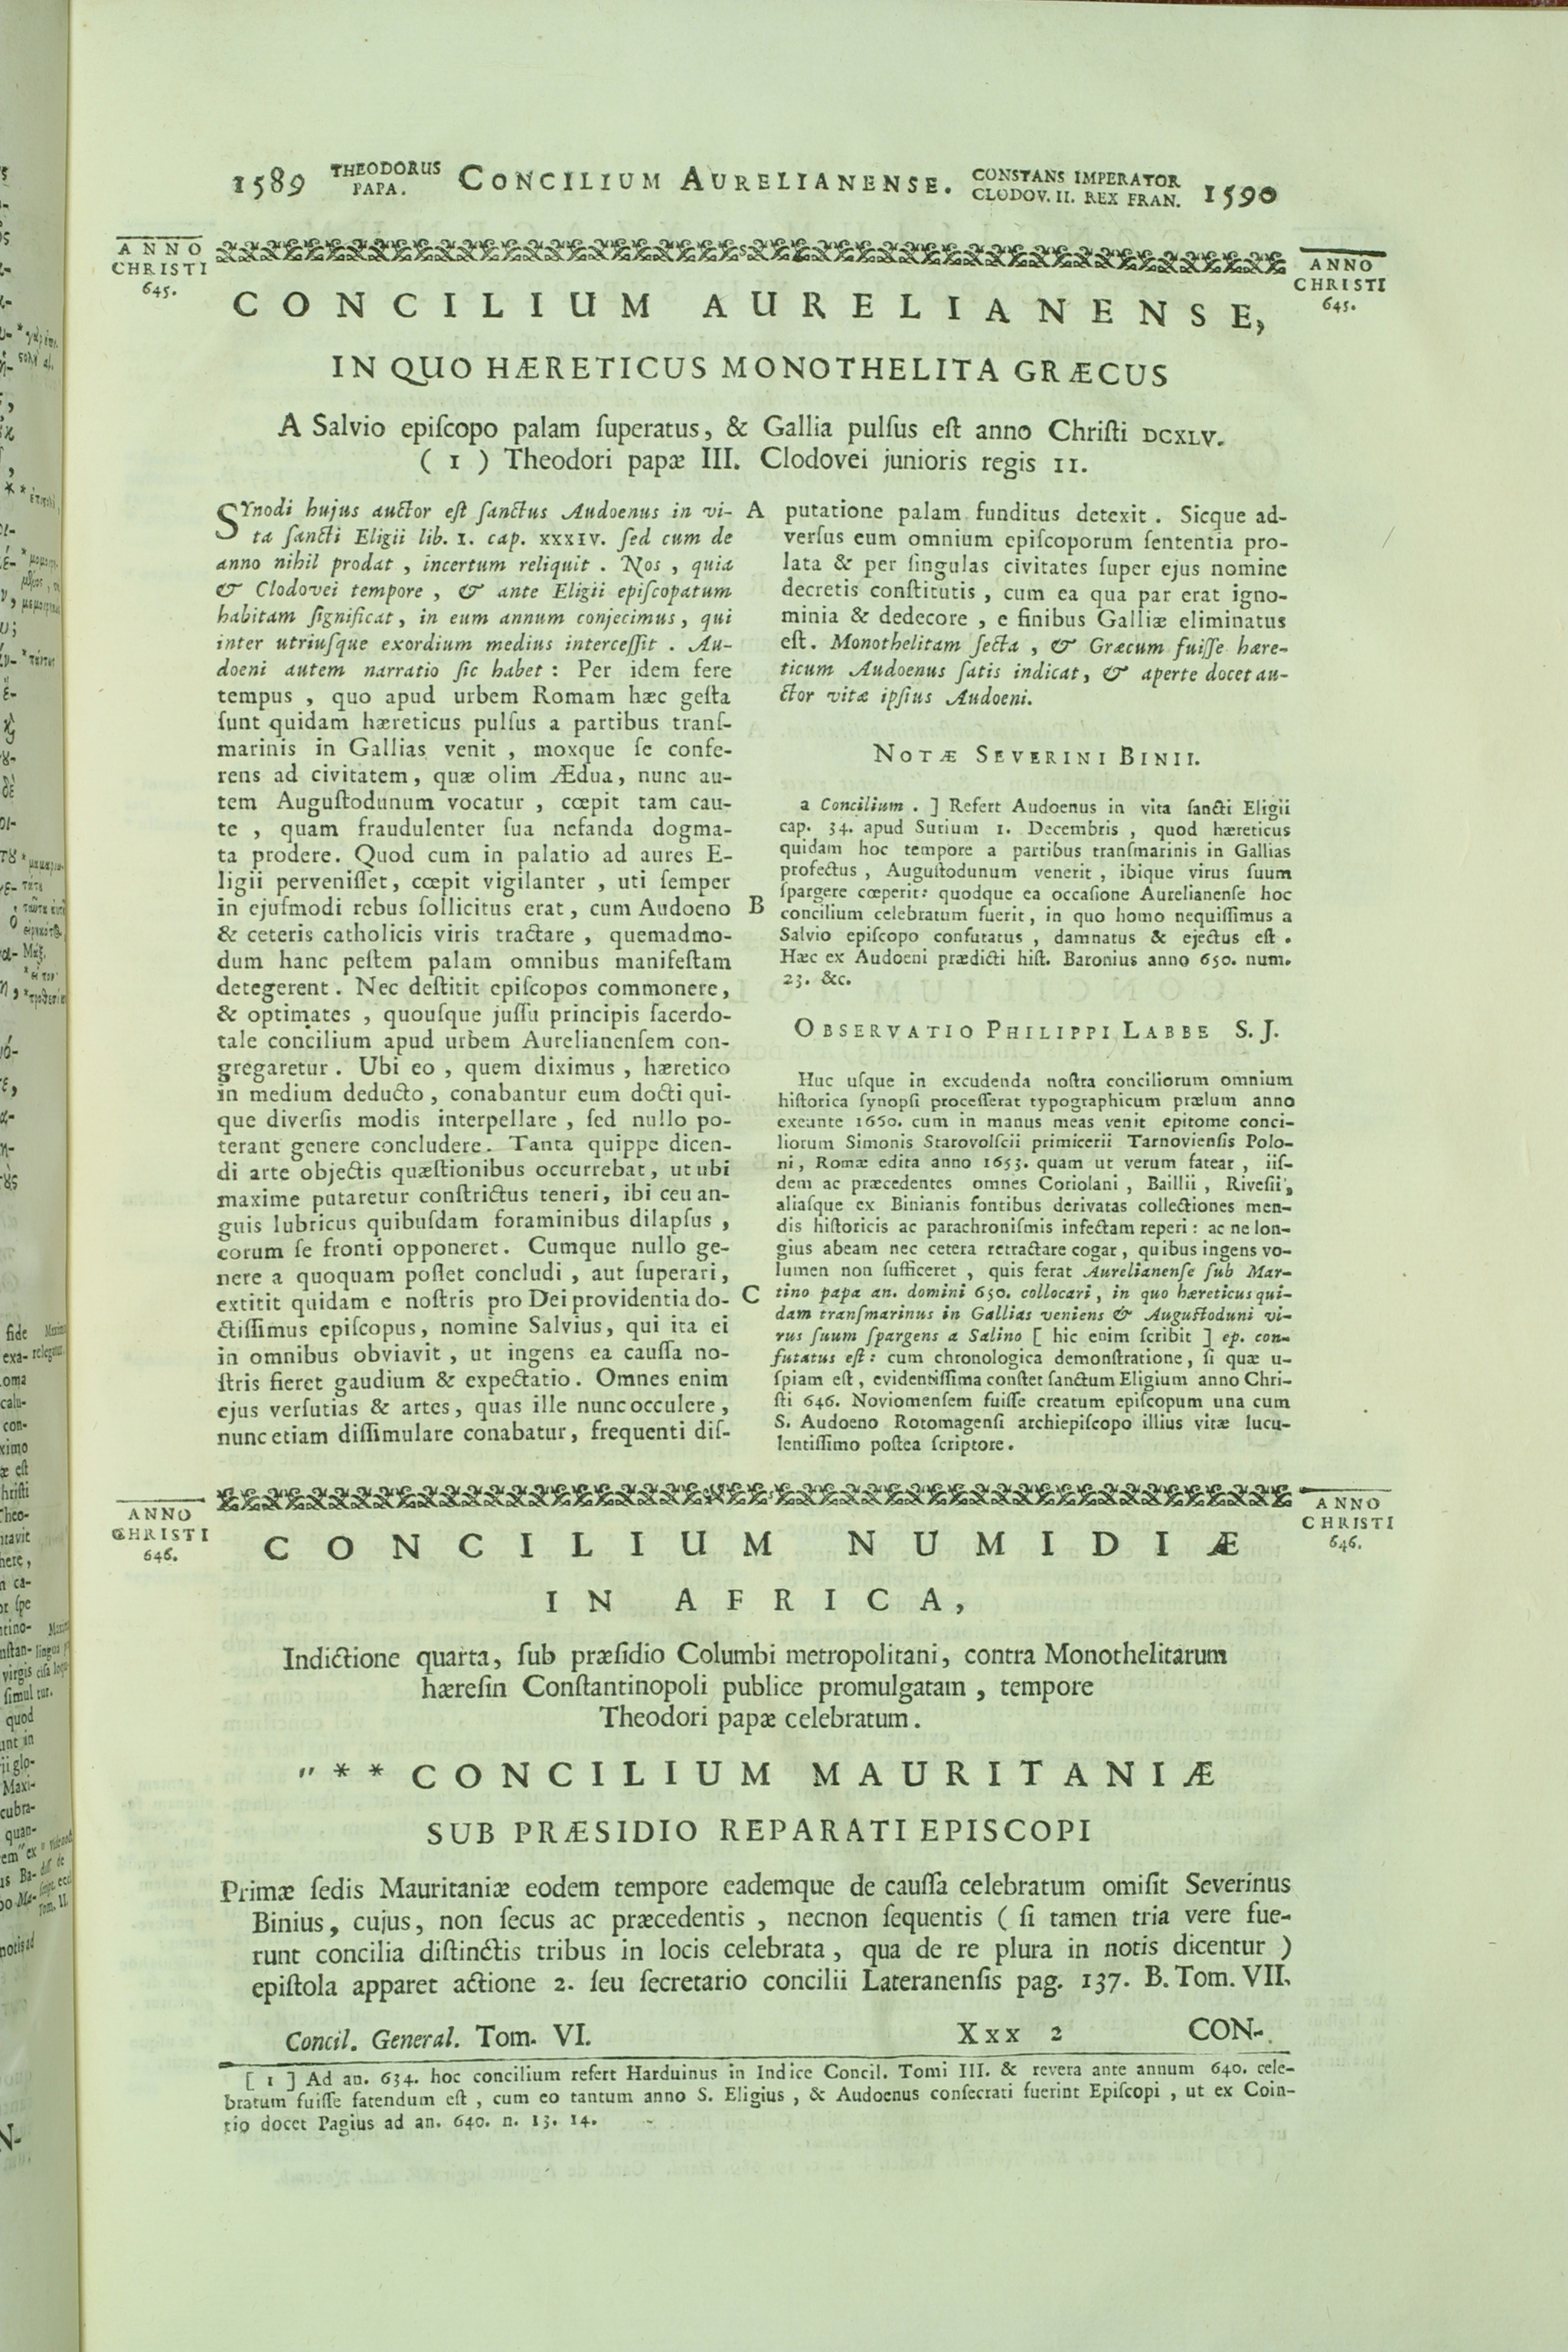 1589 THEODORUS PAPA. CONCILIUM AURELIANENSE. CONSTANS IMPERATOR CLODOV. II. REX FRAN. 1590
ANNO
CHRISTI
645.
ANNO
CHRISTI
645.
CONCILIUM AURELIANENSE,
IN QUO HÆRETICUS MONOTHELITA GRÆCUS
A Salvio epiſcopo palam ſuperatus, & Gallia pulſus eſt anno Chriſti DCXLV.
( 1 ) Theodori papæ III. Clodovei junioris regis II.
SYnodi hujus auctor eſt ſanctus Audoenus in vi-
ta ſancti Eligii lib. I. cap. XXXIV. ſed cum de
anno nihil prodat , incertum reliquit . Nos , quia
& Clodovei tempore , & ante Eligii epiſcopatum
habitam ſignificat, in eum annum conjecimus, qui
inter utriuſque exordium medius interceſſit . Au-
doeni autem narratio ſic habet : Per idem fere
tempus , quo apud urbem Romam hæc geſta
ſunt quidam hæreticus pulſus a partibus tranſ-
marinis in Gallias venit , moxque ſe confe-
rens ad civitatem, quæ olim Ædua, nunc au-
tem Auguſtodunum vocatur , cœpit tam cau-
te , quam fraudulenter ſua nefanda dogma-
ta prodere. Quod cum in palatio ad aures E-
ligii perveniſſet, cœpit vigilanter , uti ſemper
in ejuſmodi rebus ſollicitus erat, cum Audoeno
& ceteris catholicis viris tractare , quemadmo-
dum hanc peſtem palam omnibus manifeſtam
detegerent . Nec deſtitit epiſcopos commonere,
& optimates , quouſque juſſu principis ſacerdo-
tale concilium apud urbem Aurelianenſem con-
gregaretur . Ubi eo , quem diximus , hæretico
in medium deducto , conabantur eum docti qui-
que diverſis modis interpellare , ſed nullo po-
terant genere concludere. Tanta quippe dicen-
di arte objectis quæſtionibus occurrebat, ut ubi
maxime putaretur conſtrictus teneri, ibi ceu an-
guis lubricus quibuſdam foraminibus dilapſus ,
eorum ſe fronti opponeret. Cumque nullo ge-
nere a quoquam poſſet concludi , aut ſuperari,
extitit quidam e noſtris pro Dei providentia do-
ctiſſimus epiſcopus, nomine Salvius, qui ita ei
in omnibus obviavit , ut ingens ea cauſſa no-
ſtris fieret gaudium & expectatio. Omnes enim
ejus verſutias & artes, quas ille nunc occulere,
nunc etiam diſſimulare conabatur, frequenti diſ-
A
B
C
putatione palam funditus detexit . Sicque ad-
verſus eum omnium epiſcoporum ſententia pro-
lata & per ſingulas civitates ſuper ejus nomine
decretis conſtitutis , cum ea qua par erat igno-
minia & dedecore , e finibus Galliæ eliminatus
eſt. Monothelitam ſecta , & Græcum fuiſſe hære-
ticum Audoenus ſatis indicat, & aperte docet au-
ctor vitæ ipſius Audoeni.
NOTÆ SEVERINI BINII.
a Concilium . ] Refert Audoenus in vita ſancti Eligii
cap. 34. apud Surium 1. Decembris , quod hæreticus
quidam hoc tempore a partibus tranſmarinis in Gallias
profectus , Auguſtodunum venerit , ibique virus ſuum
ſpargere cœperit: quodque ea occaſione Aurelianenſe hoc
concilium celebratum fuerit, in quo homo nequiſſimus a
Salvio epiſcopo confutatus , damnatus & ejectus eſt .
Hæc ex Audoeni prædicti hiſt. Baronius anno 650. num.
23. &c.
OBSERVATIO PHILIPPI LABBE S. J.
Huc uſque in excudenda noſtra conciliorum omnium
hiſtorica ſynopſi proceſſerat typographicum prælum anno
exeunte 1650. cum in manus meas venit epitome conci-
liorum Simonis Starovolſcii primicerii Tarnovienſis Polo-
ni, Romæ edita anno 1653. quam ut verum fatear , iiſ-
dem ac præcedentes omnes Coriolani , Baillii , Riveſii,
aliaſque ex Binianis fontibus derivatas collectiones men-
dis hiſtoricis ac parachroniſmis infectam reperi: ac ne lon-
gius abeam nec cetera retractare cogar, quibus ingens vo-
lumen non ſufficeret , quis ferat Aurelianenſe ſub Mar-
tino papa an. domini 650. collocari, in quo hæreticus qui-
dam tranſmarinus in Gallias veniens & Auguſtoduni vi-
rus ſuum ſpargens a Salino [ hic enim ſcribit ] ep. con-
futatus eſt: cum chronologica demonſtratione, ſi quæ u-
ſpiam eſt, evidentiſſima conſtet ſanctum Eligium anno Chri-
ſti 646. Noviomenſem fuiſſe creatum epiſcopum una cum
S. Audoeno Rotomagenſi archiepiſcopo illius vitæ lucu-
lentiſſimo poſtea ſcriptore.
ANNO
CHRISTI
646.
ANNO
CHRISTI
646.
CONCILIUM NUMIDIÆ
IN AFRICA,
Indictione quarta, ſub præſidio Columbi metropolitani, contra Monothelitarum
hæreſin Conſtantinopoli publice promulgatam , tempore
Theodori papæ celebratum.
" * * CONCILIUM MAURITANIÆ
SUB PRÆSIDIO REPARATI EPISCOPI
Primæ ſedis Mauritaniæ eodem tempore eademque de cauſſa celebratum omiſit Severinus
Binius, cujus, non ſecus ac præcedentis , necnon ſequentis ( ſi tamen tria vere fue-
runt concilia diſtinctis tribus in locis celebrata , qua de re plura in notis dicentur )
epiſtola apparet actione 2. ſeu ſecretario concilii Lateranenſis pag. 137. B. Tom. VII.
Concil. General. Tom. VI. Xxx 2 CON-
[ 1 ] Ad an. 634. hoc concilium refert Harduinus in Indice Concil. Tomi III. & revera ante annum 640. cele-
bratum fuiſſe fatendum eſt , cum eo tantum anno S. Eligius , & Audoenus conſecrati fuerint Epiſcopi , ut ex Coin-
tio docet Pagius ad an. 640. n. 13. 14.